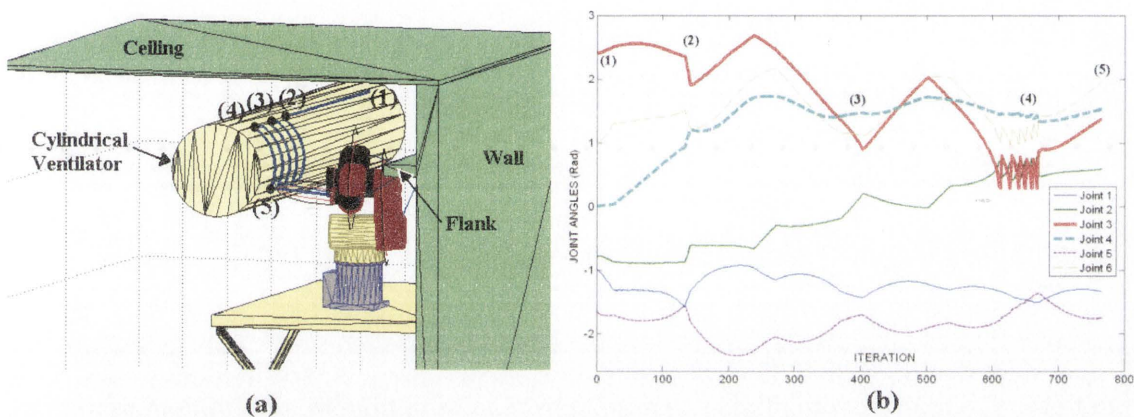 Ceiling
(4)
(3)
(2)
(1)
Cylindrical
Ventilator
Wall
(5)
Flank
(a)
3
2
1
0
-1
-2
JOINT ANGLES (Rad)
(1)
(2)
(3)
(4)
(5)
Joint 1
Joint 2
Joint 3
Joint 4
Joint 5
Joint 6
ITERATION
0
100
200
300
400
500
600
700
800
(b)